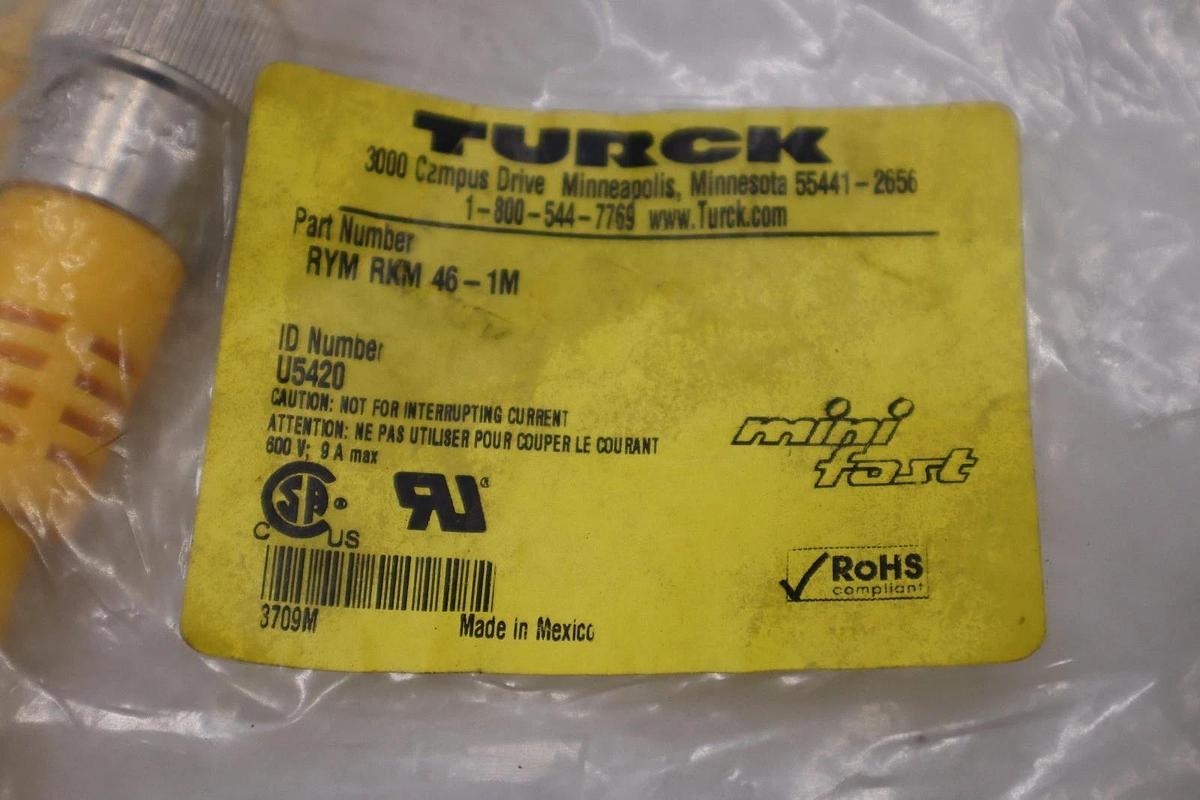 TURCK
3000 Campus Drive Minneapolis, Minnesota 55441-2656
1-800-544-7769 www.Turck.com
Part Number
RYM RKM 46-1M
ID Number
U5420
CAUTION: NOT FOR INTERRUPTING CURRENT
ATTENTION: NE PAS UTILISER POUR COUPER LE COURANT
600 V; 9 A max
mini
fast
C SA ® US
RU ®
RoHS
compliant
3709M
Made in Mexico